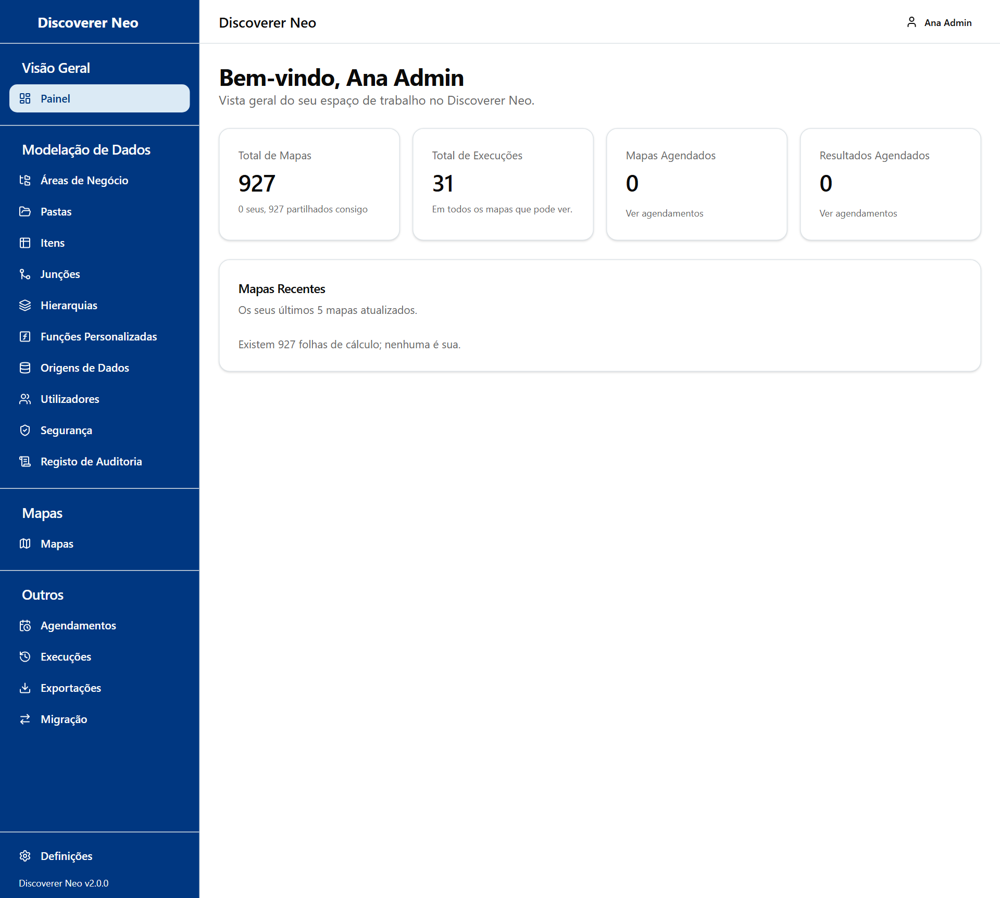 Discoverer Neo
Visão Geral
Painel
Modelação de Dados
Áreas de Negócio
Pastas
Itens
Junções
Hierarquias
Funções Personalizadas
Origens de Dados
Utilizadores
Segurança
Registo de Auditoria
Mapas
Mapas
Outros
Agendamentos
Execuções
Exportações
Migração
Definições
Discoverer Neo v2.0.0
Discoverer Neo
Ana Admin
Bem-vindo, Ana Admin
Vista geral do seu espaço de trabalho no Discoverer Neo.
Total de Mapas
927
0 seus, 927 partilhados consigo
Total de Execuções
31
Em todos os mapas que pode ver.
Mapas Agendados
0
Ver agendamentos
Resultados Agendados
0
Ver agendamentos
Mapas Recentes
Os seus últimos 5 mapas atualizados.
Existem 927 folhas de cálculo; nenhuma é sua.